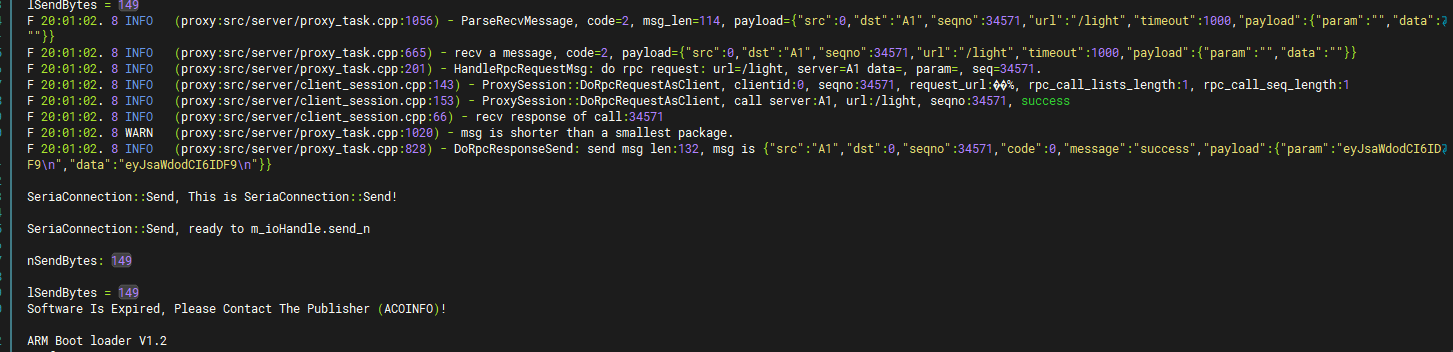 lSendBytes = 149
F 20:01:02. 8 INFO (proxy:src/server/proxy_task.cpp:1056) - ParseRecvMessage, code=2, msg_len=114, payload={"src":0,"dst":"A1","seqno":34571,"url":"/light","timeout":1000,"payload":{"param":"","data":
""}}
F 20:01:02. 8 INFO (proxy:src/server/proxy_task.cpp:665) - recv a message, code=2, payload={"src":0,"dst":"A1","seqno":34571,"url":"/light","timeout":1000,"payload":{"param":"","data":""}}
F 20:01:02. 8 INFO (proxy:src/server/proxy_task.cpp:201) - HandleRpcRequestMsg: do rpc request: url=/light, server=A1 data=, param=, seq=34571.
F 20:01:02. 8 INFO (proxy:src/server/client_session.cpp:143) - ProxySession::DoRpcRequestAsClient, clientid:0, seqno:34571, request_url:��%, rpc_call_lists_length:1, rpc_call_seq_length:1
F 20:01:02. 8 INFO (proxy:src/server/client_session.cpp:153) - ProxySession::DoRpcRequestAsClient, call server:A1, url:/light, seqno:34571, success
F 20:01:02. 8 INFO (proxy:src/server/client_session.cpp:66) - recv response of call:34571
F 20:01:02. 8 WARN (proxy:src/server/proxy_task.cpp:1020) - msg is shorter than a smallest package.
F 20:01:02. 8 INFO (proxy:src/server/proxy_task.cpp:828) - DoRpcResponseSend: send msg len:132, msg is {"src":"A1","dst":0,"seqno":34571,"code":0,"message":"success","payload":{"param":"eyJsaWdodCI6ID
F9\n","data":"eyJsaWdodCI6IDF9\n"}}
SeriaConnection::Send, This is SeriaConnection::Send!
SeriaConnection::Send, ready to m_ioHandle.send_n
nSendBytes: 149
lSendBytes = 149
Software Is Expired, Please Contact The Publisher (ACOINFO)!
ARM Boot loader V1.2